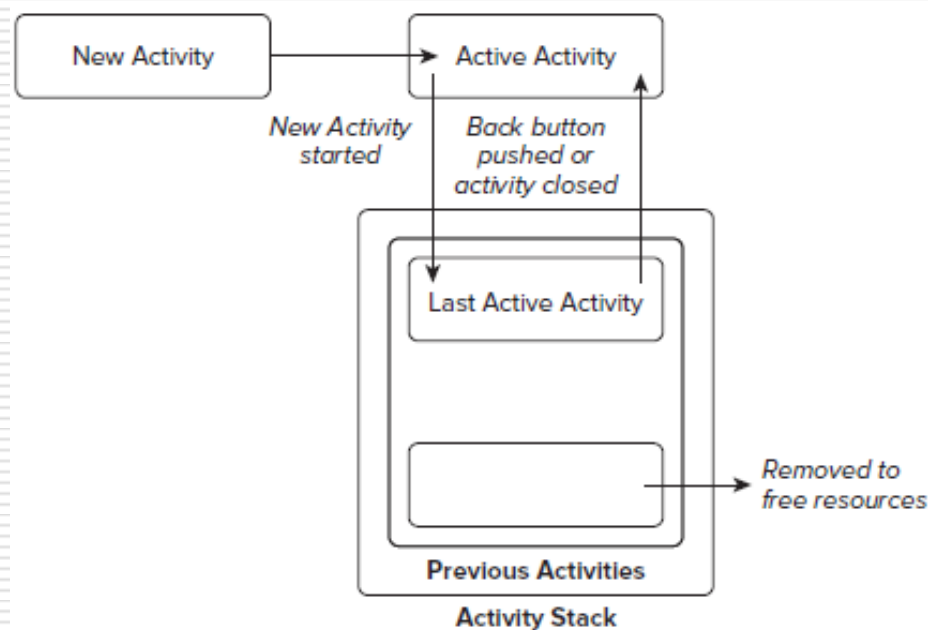 New Activity
Active Activity
New Activity
started
Back button
pushed or
activity closed
Last Active Activity
Removed to
free resources
Previous Activities
Activity Stack